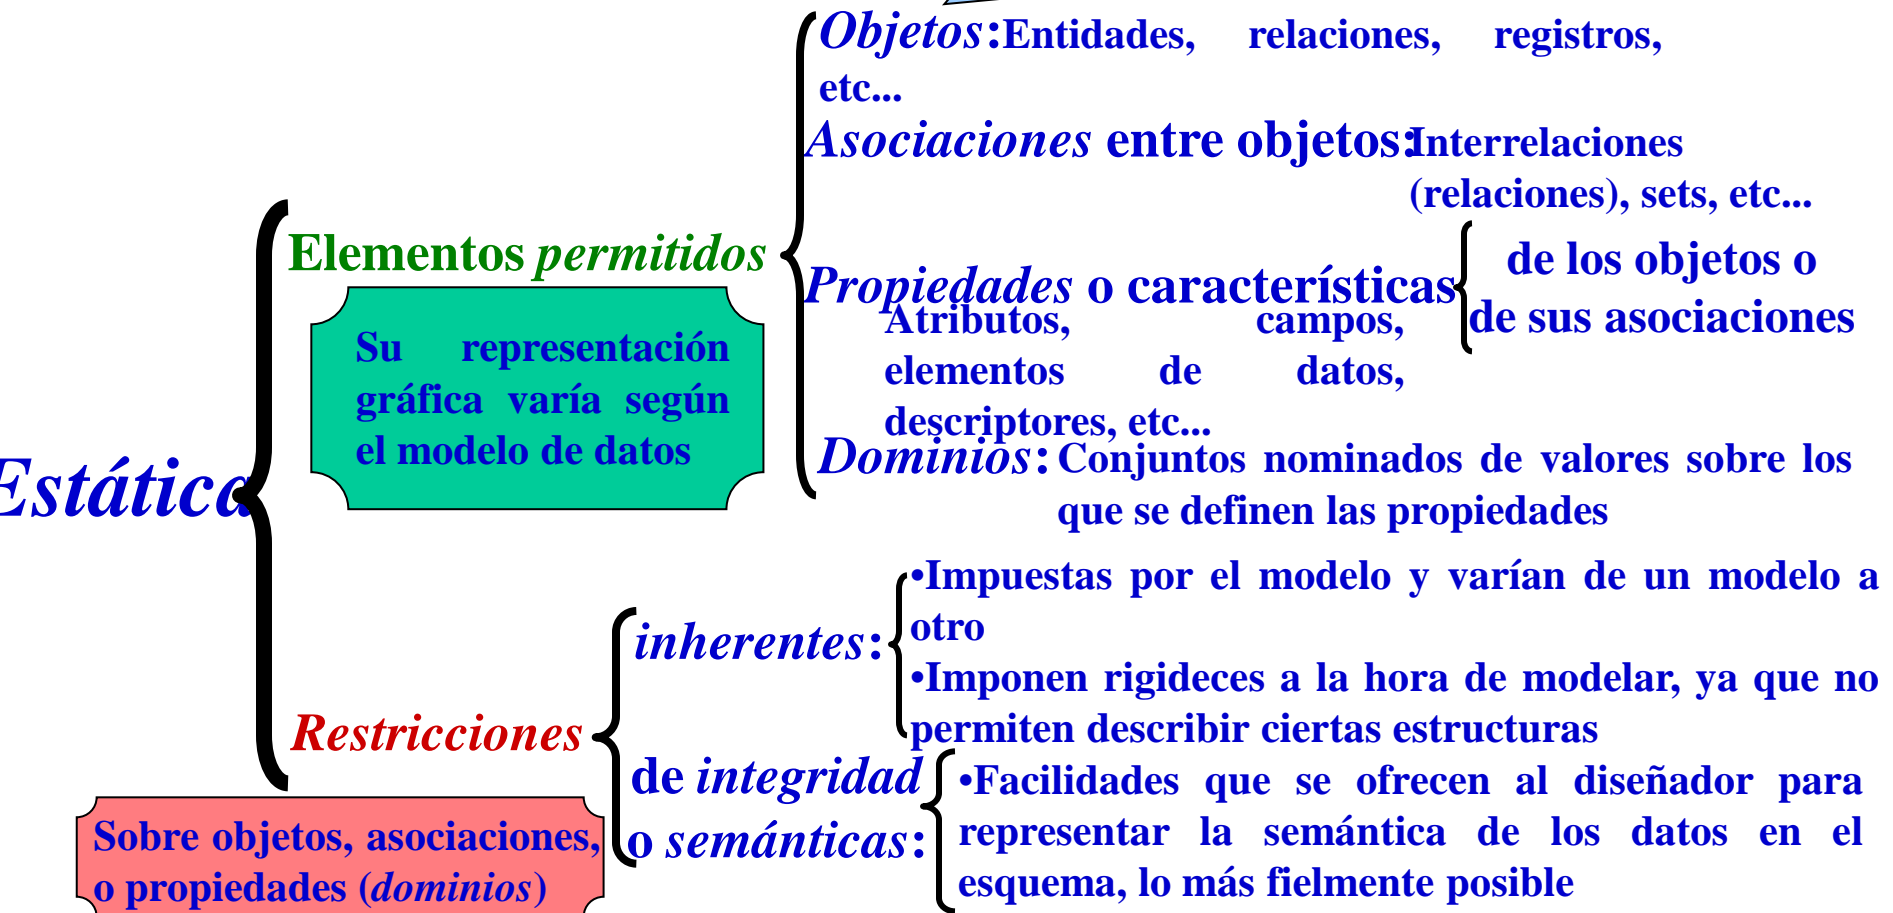 Objetos:Entidades, relaciones, registros,
etc...
Asociaciones entre objetos:Interrelaciones
(relaciones), sets, etc...
Elementos permitidos
Propiedades o características
de los objetos o
de sus asociaciones
Atributos, campos,
elementos de datos,
descriptores, etc...
Su representación
gráfica varía según
el modelo de datos
Dominios: Conjuntos nominados de valores sobre los
que se definen las propiedades
Estática
•Impuestas por el modelo y varían de un modelo a
otro
inherentes:
•Imponen rigideces a la hora de modelar, ya que no
permiten describir ciertas estructuras
Restricciones
de integridad
o semánticas:
•Facilidades que se ofrecen al diseñador para
representar la semántica de los datos en el
esquema, lo más fielmente posible
Sobre objetos, asociaciones,
o propiedades (dominios)